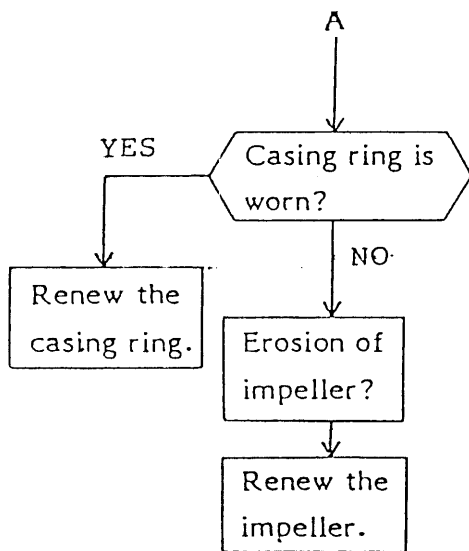 A
Casing ring is
worn?
YES
NO
Renew the
casing ring.
Erosion of
impeller?
Renew the
impeller.